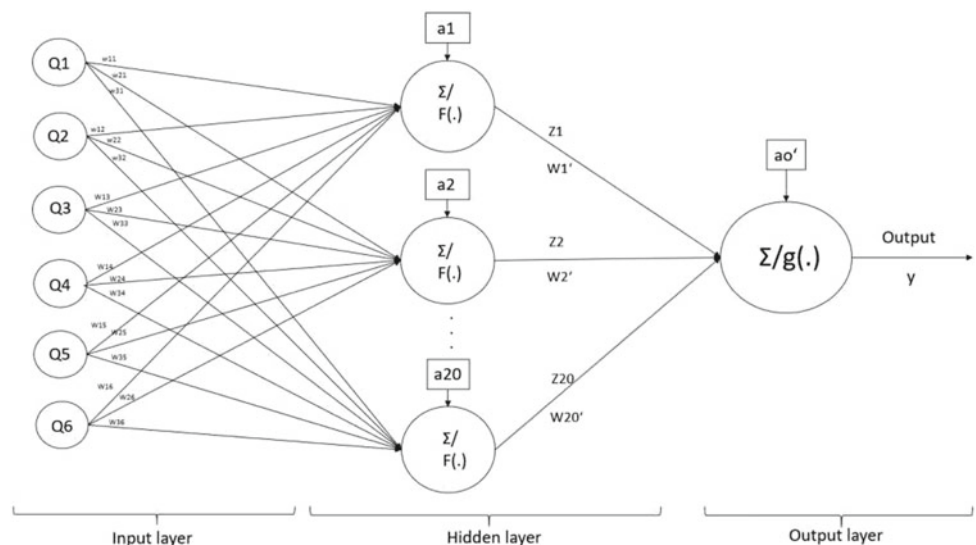 a1
Q1
w11
w21
w31
Σ/
F(.)
Q2
w12
w22
w32
Z1
W1'
ao'
Q3
W13
W23
W33
a2
Σ/
F(.)
Z2
W2'
Σ/g(.)
Output
y
Q4
W14
W24
W34
Q5
W15
W25
W35
.
.
.
a20
Z20
W20'
Q6
W16
W26
W36
Σ/
F(.)
Input layer
Hidden layer
Output layer